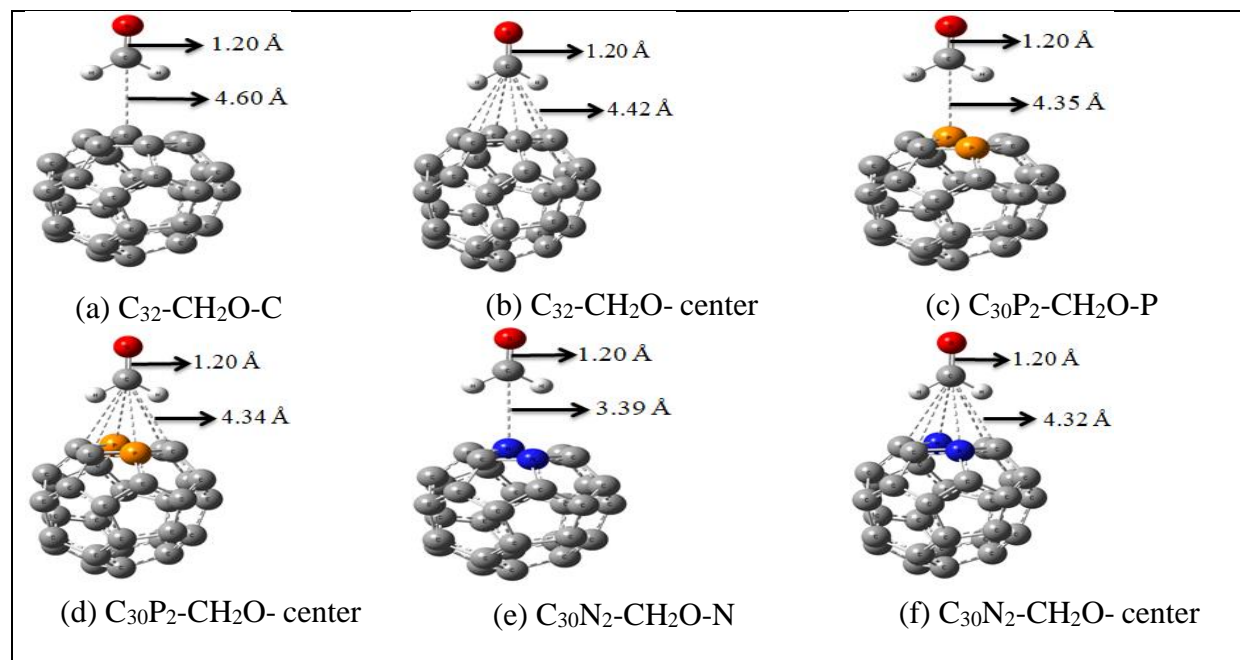 1.20 Å
4.60 Å
(a) C₃₂-CH₂O-C
1.20 Å
4.42 Å
(b) C₃₂-CH₂O- center
1.20 Å
4.35 Å
(c) C₃₀P₂-CH₂O-P
1.20 Å
4.34 Å
(d) C₃₀P₂-CH₂O- center
1.20 Å
3.39 Å
(e) C₃₀N₂-CH₂O-N
1.20 Å
4.32 Å
(f) C₃₀N₂-CH₂O- center